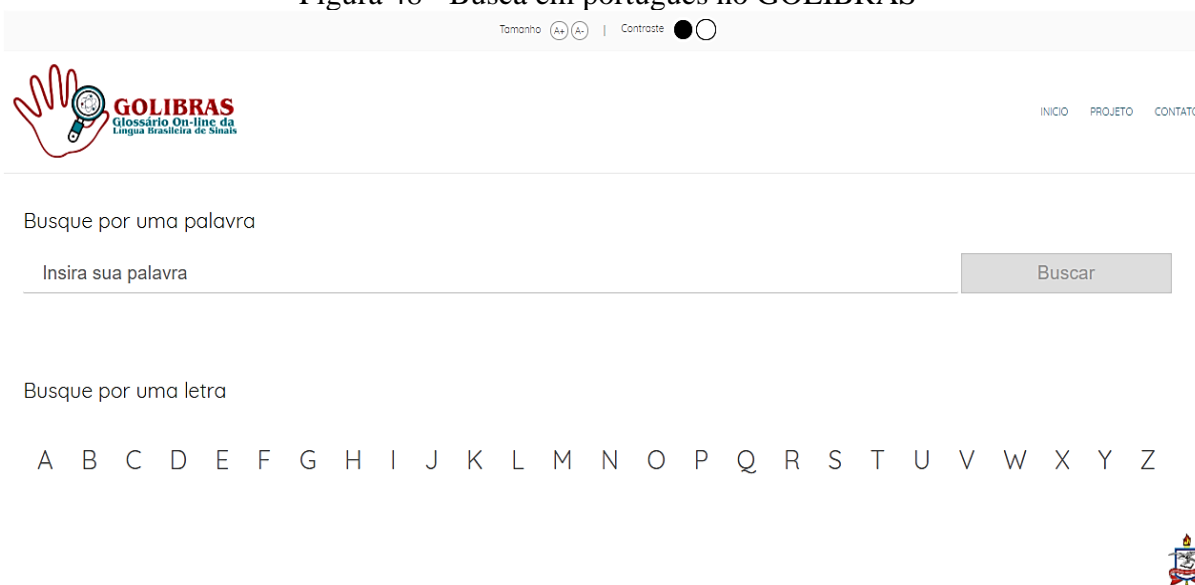 Figura 48 - Busca em português no GOLIBRAS
Tamanho A+ A- | Contraste
GOLIBRAS
Glossário On-line da
Língua Brasileira de Sinais
INICIO PROJETO CONTATO
Busque por uma palavra
Insira sua palavra Buscar
Busque por uma letra
A B C D E F G H I J K L M N O P Q R S T U V W X Y Z